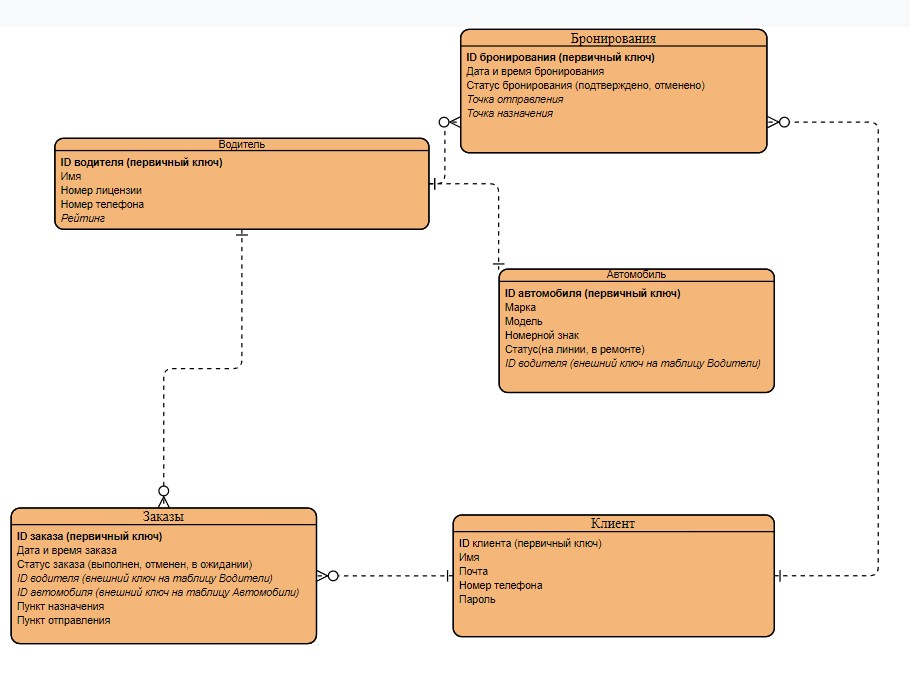 Бронирования
ID бронирования (первичный ключ)
Дата и время бронирования
Статус бронирования (подтверждено, отменено)
Точка отправления
Точка назначения
Водитель
ID водителя (первичный ключ)
Имя
Номер лицензии
Номер телефона
Рейтинг
Автомобиль
ID автомобиля (первичный ключ)
Марка
Модель
Номерной знак
Статус(на линии, в ремонте)
ID водителя (внешний ключ на таблицу Водители)
Заказы
ID заказа (первичный ключ)
Дата и время заказа
Статус заказа (выполнен, отменен, в ожидании)
ID водителя (внешний ключ на таблицу Водители)
ID автомобиля (внешний ключ на таблицу Автомобили)
Пункт назначения
Пункт отправления
Клиент
ID клиента (первичный ключ)
Имя
Почта
Номер телефона
Пароль